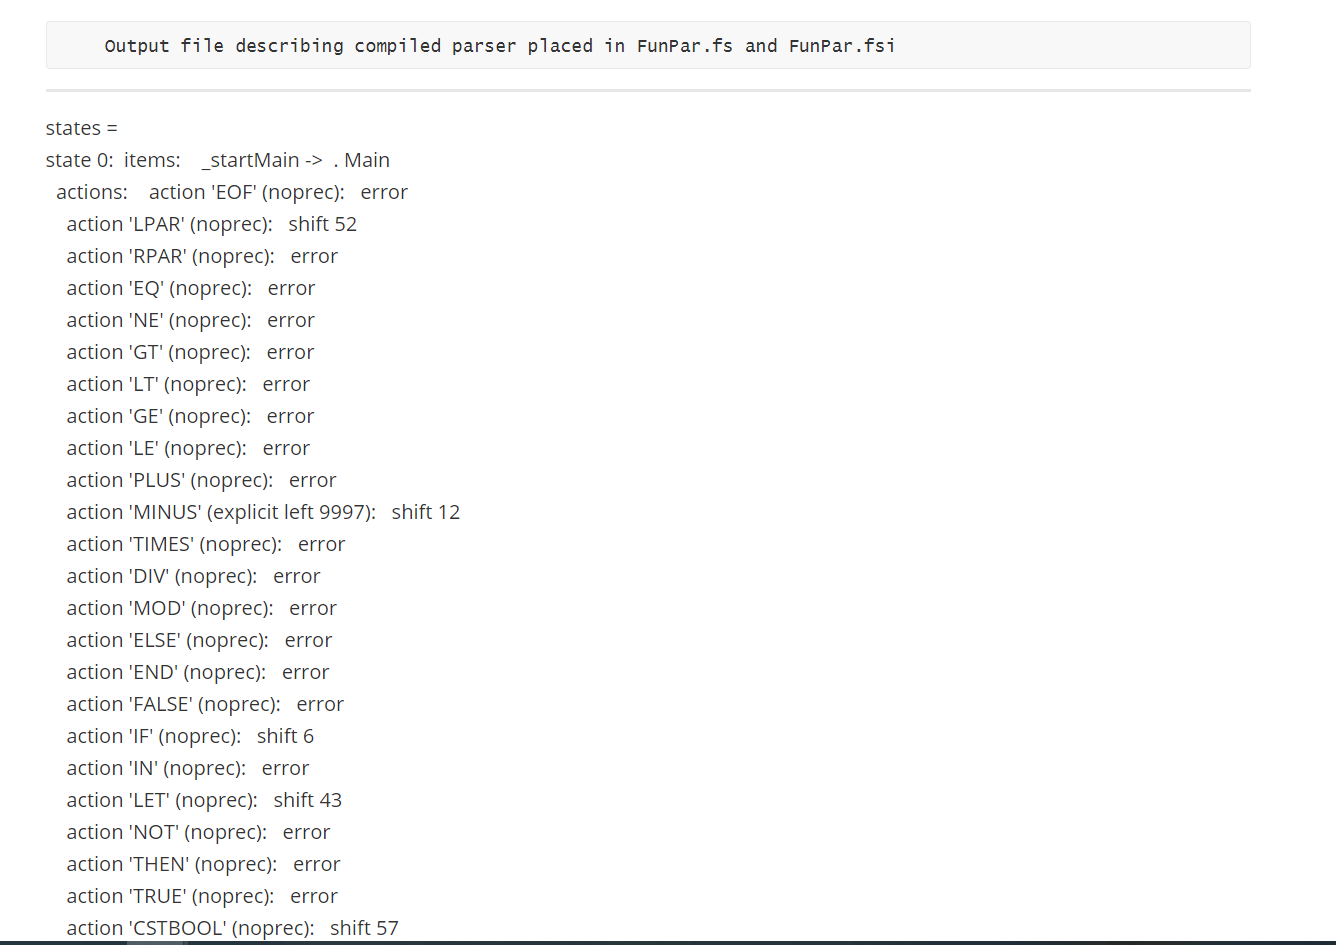 Output file describing compiled parser placed in FunPar.fs and FunPar.fsi
states =
state 0:  items:    _startMain ->  . Main
actions:    action 'EOF' (noprec):   error
action 'LPAR' (noprec):   shift 52
action 'RPAR' (noprec):   error
action 'EQ' (noprec):   error
action 'NE' (noprec):   error
action 'GT' (noprec):   error
action 'LT' (noprec):   error
action 'GE' (noprec):   error
action 'LE' (noprec):   error
action 'PLUS' (noprec):   error
action 'MINUS' (explicit left 9997):   shift 12
action 'TIMES' (noprec):   error
action 'DIV' (noprec):   error
action 'MOD' (noprec):   error
action 'ELSE' (noprec):   error
action 'END' (noprec):   error
action 'FALSE' (noprec):   error
action 'IF' (noprec):   shift 6
action 'IN' (noprec):   error
action 'LET' (noprec):   shift 43
action 'NOT' (noprec):   error
action 'THEN' (noprec):   error
action 'TRUE' (noprec):   error
action 'CSTBOOL' (noprec):   shift 57